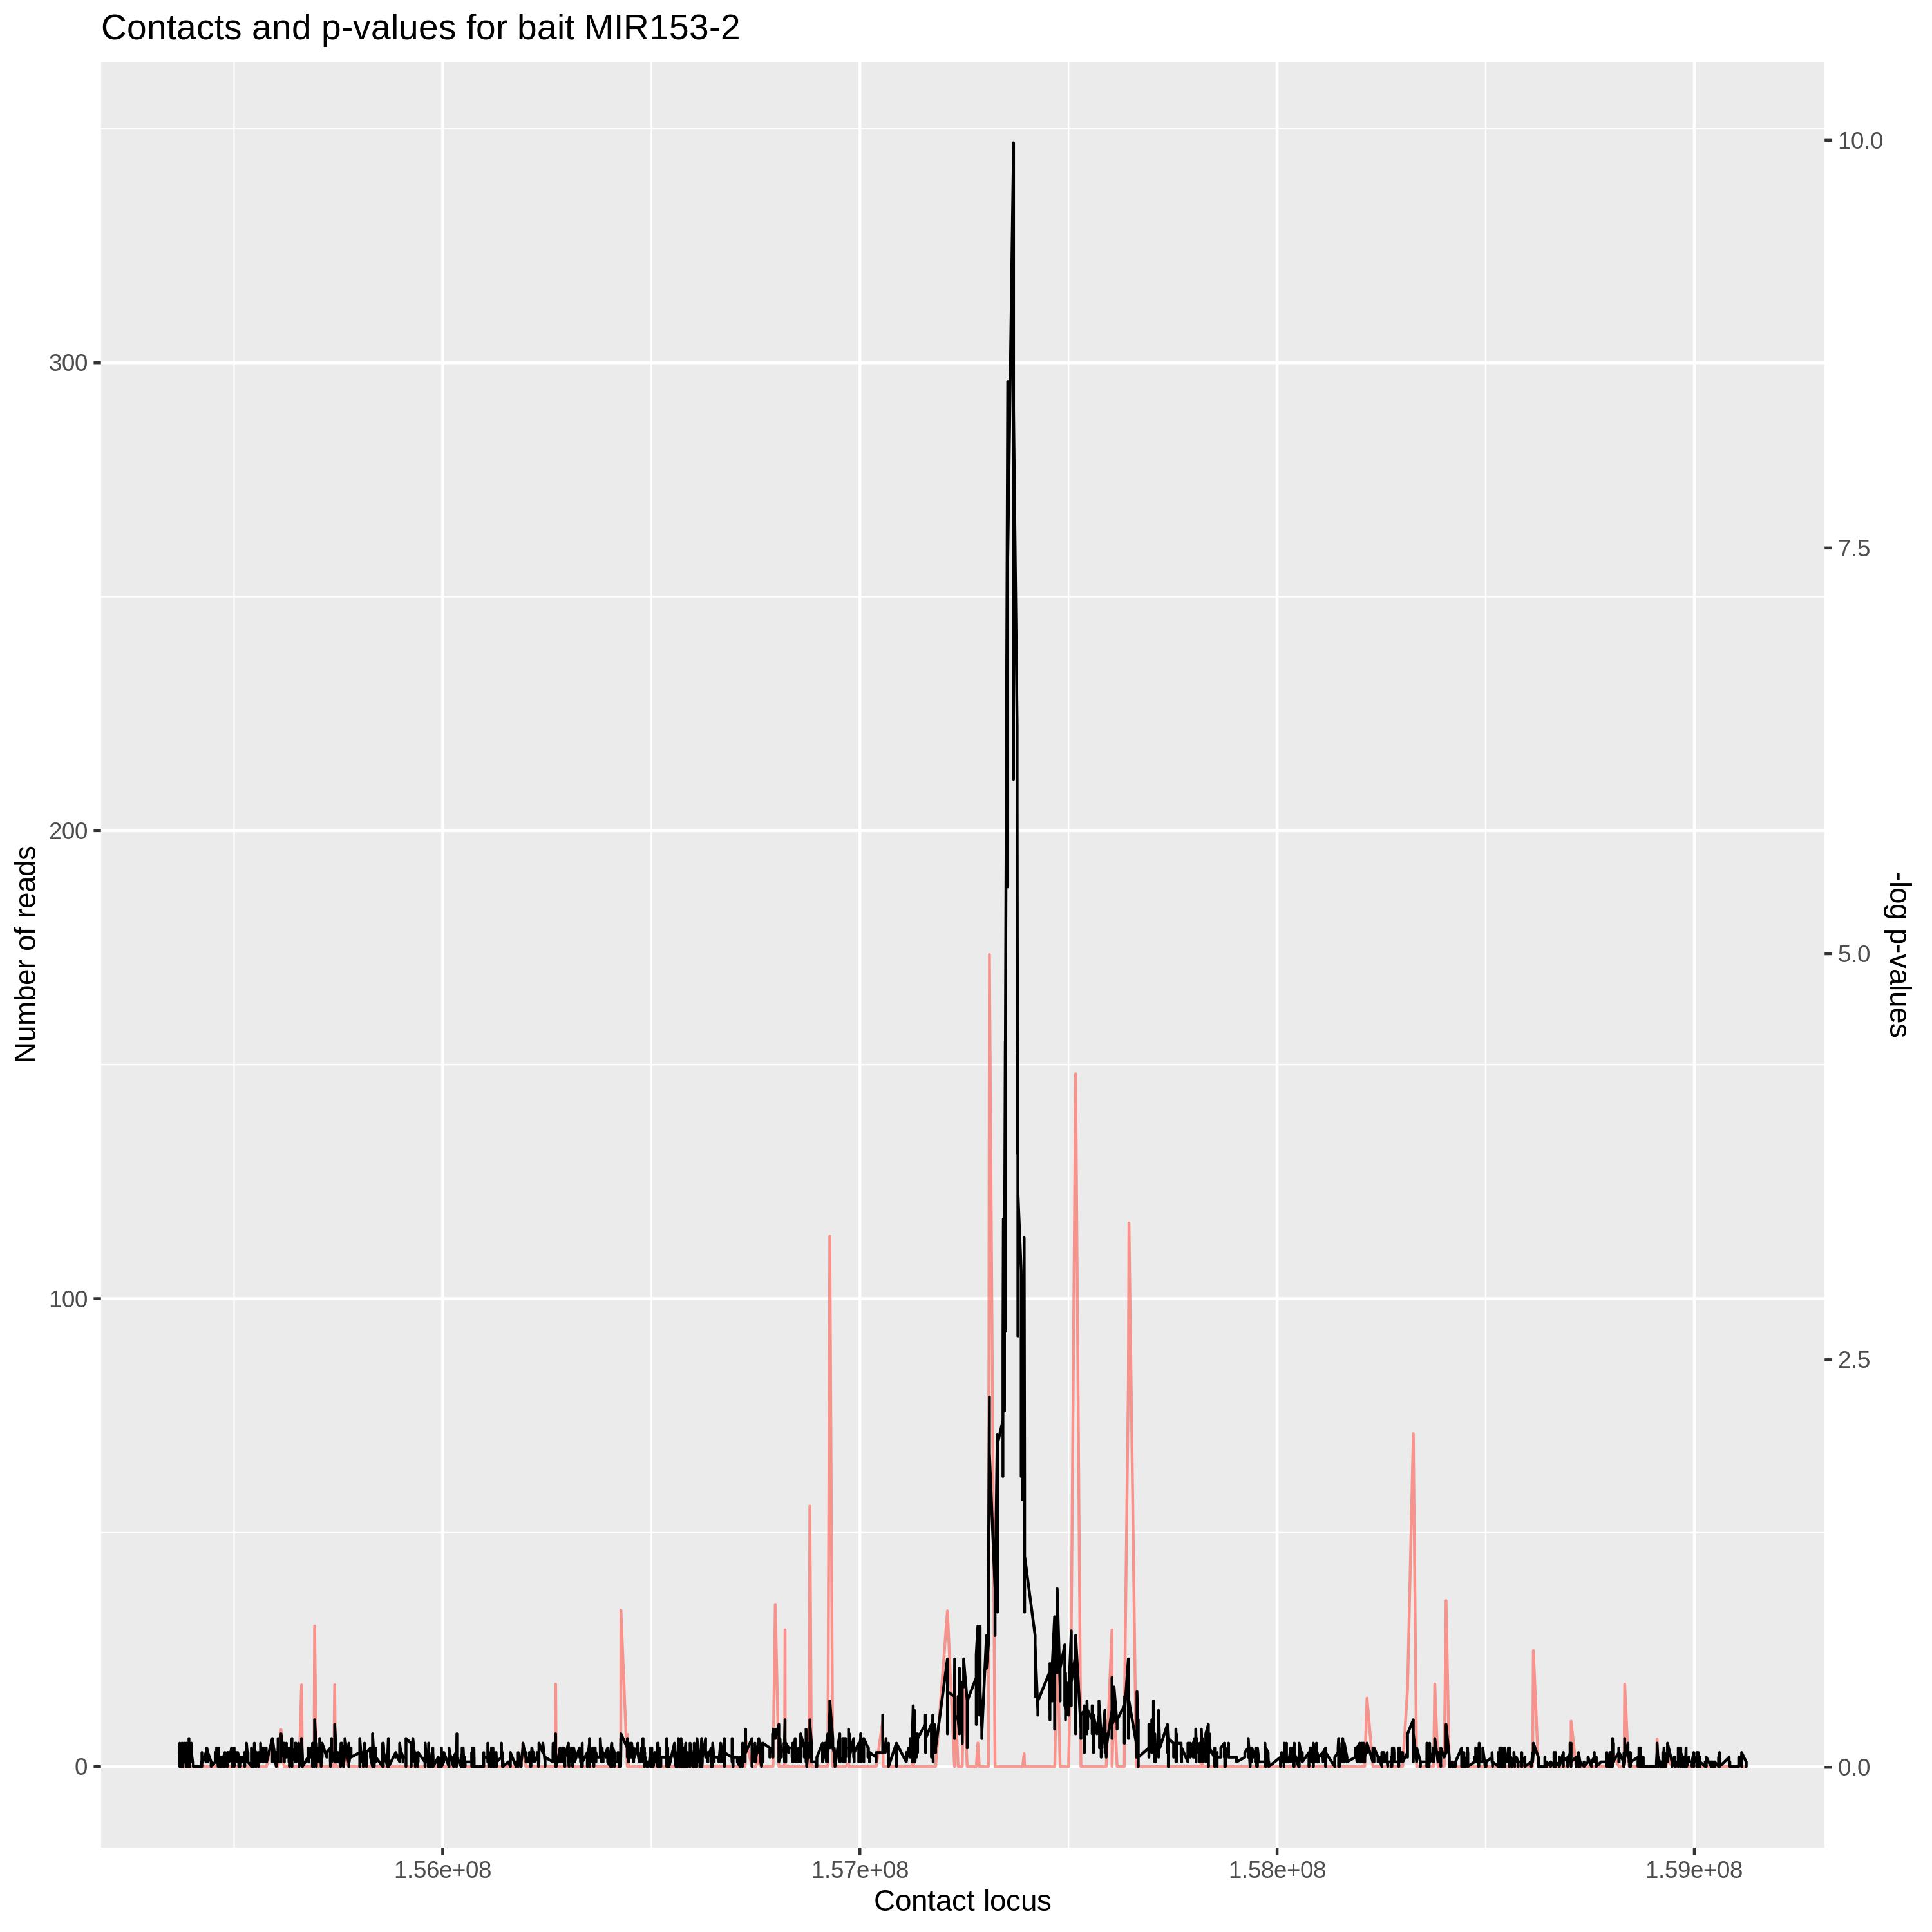 Contacts and p-values for bait MIR153-2
10.0
300
7.5
200
Number of reads
-log p-values
5.0
100
2.5
0
0.0
1.56e+08
1.57e+08
1.58e+08
1.59e+08
Contact locus